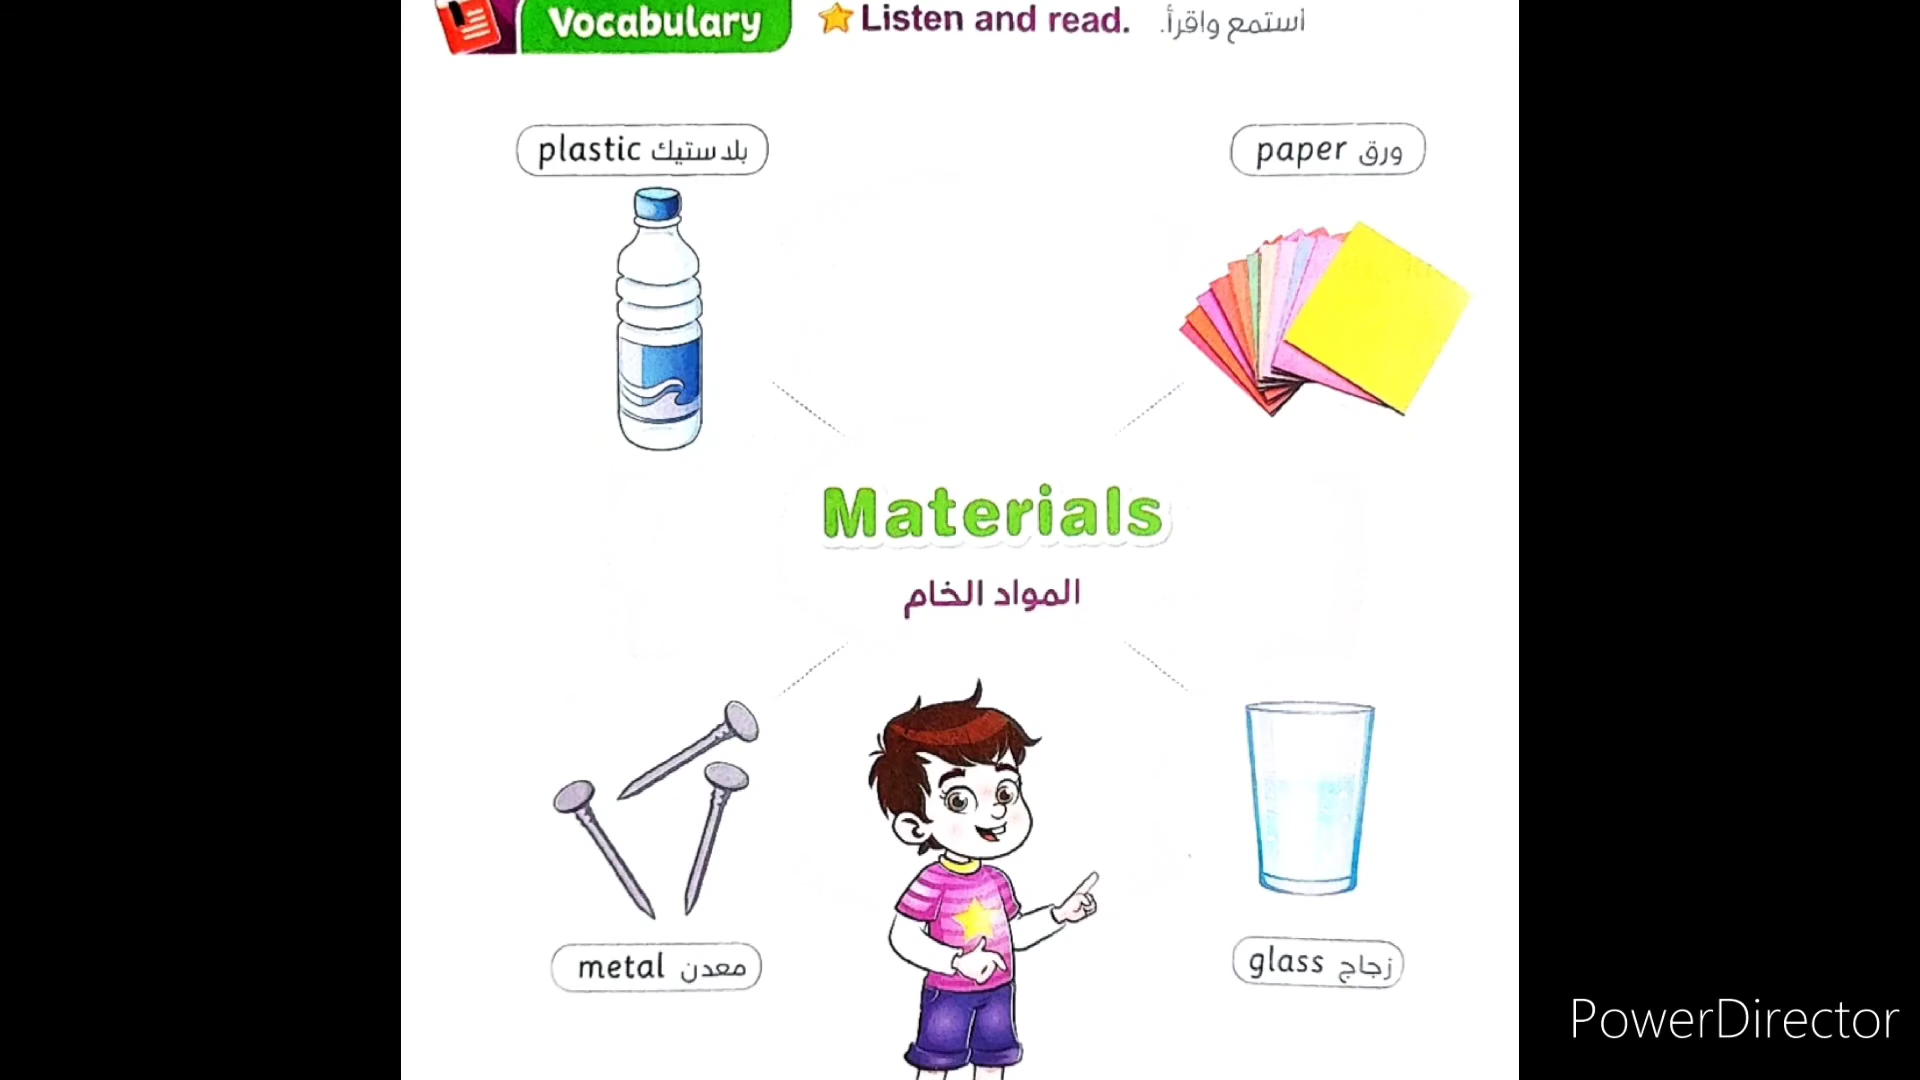 Vocabulary
Listen and read. استمع واقرأ.
plastic بلاستيك
paper ورق
Materials
المواد الخام
metal معدن
glass زجاج
PowerDirector